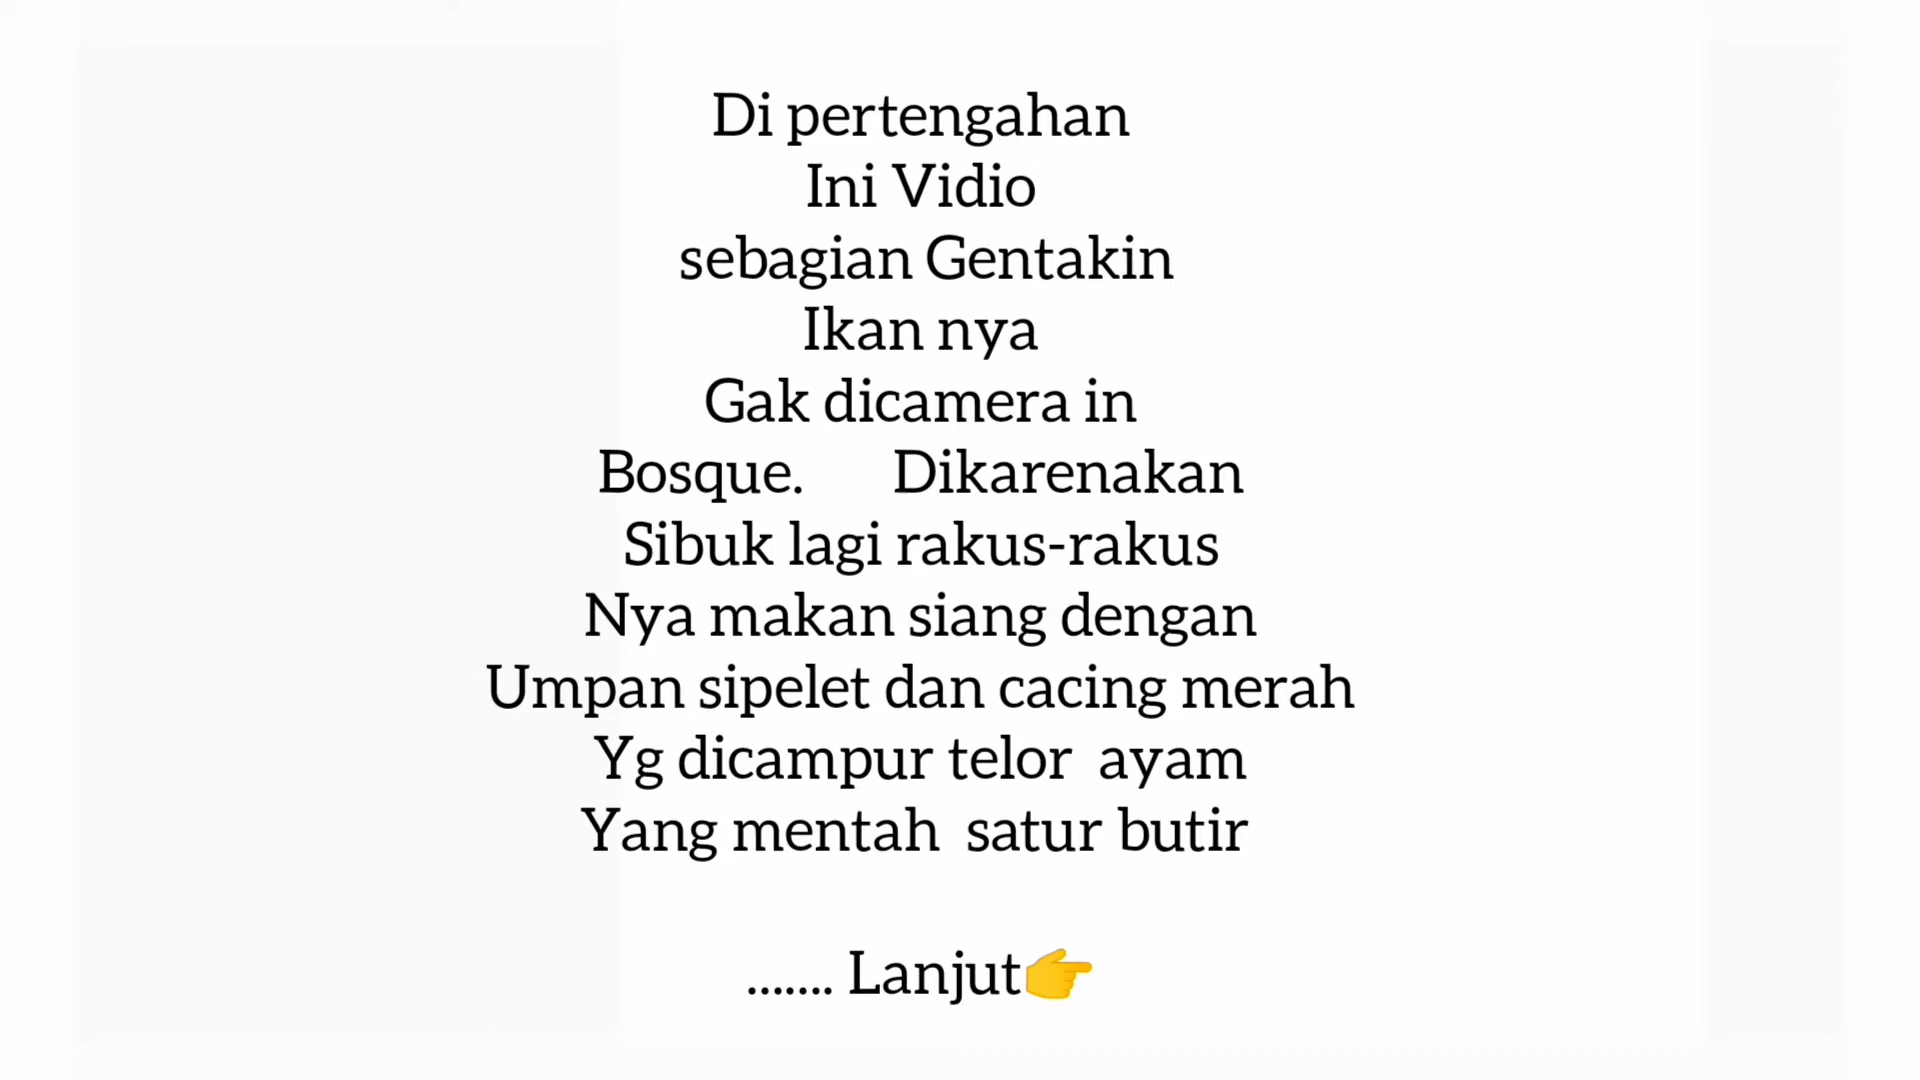 Di pertengahan
Ini Vidio
sebagian Gentakin
Ikan nya
Gak dicamera in
Bosque. Dikarenakan
Sibuk lagi rakus-rakus
Nya makan siang dengan
Umpan sipelet dan cacing merah
Yg dicampur telor ayam
Yang mentah satur butir
....... Lanjut👉